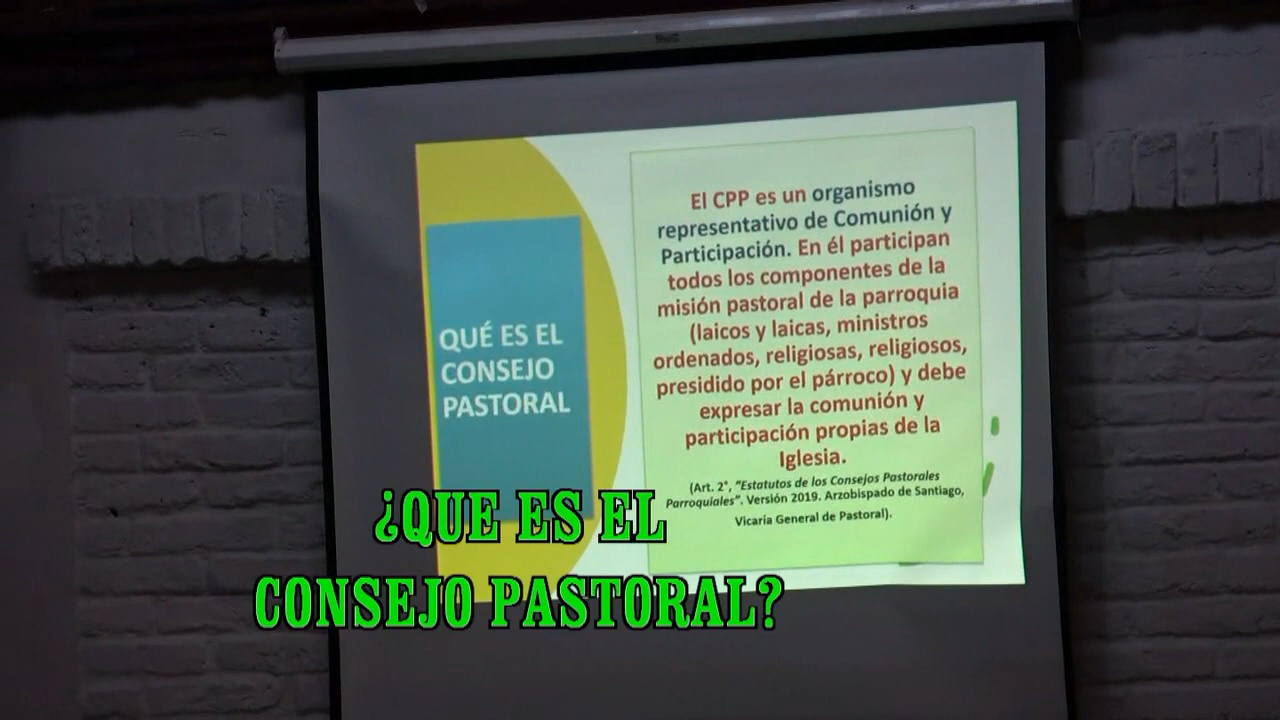 QUÉ ES EL
CONSEJO
PASTORAL
El CPP es un organismo
representativo de Comunión y
Participación. En él participan
todos los componentes de la
misión pastoral de la parroquia
(laicos y laicas, ministros
ordenados, religiosas, religiosos,
presidido por el párroco) y debe
expresar la comunión y
participación propias de la
Iglesia.
(Art. 2°, "Estatutos de los Consejos Pastorales
Parroquiales". Versión 2019. Arzobispado de Santiago,
Vicaría General de Pastoral).
¿QUE ES EL
CONSEJO PASTORAL?